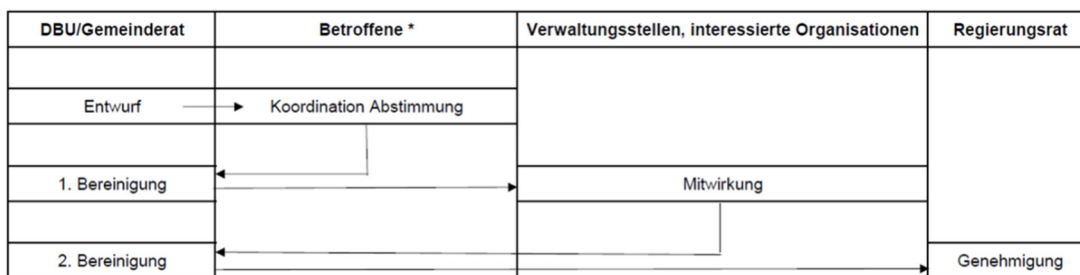 DBU/Gemeinderat Betroffene * Verwaltungsstellen, interessierte Organisationen Regierungsrat
Entwurf Koordination Abstimmung
1. Bereinigung Mitwirkung
2. Bereinigung Genehmigung